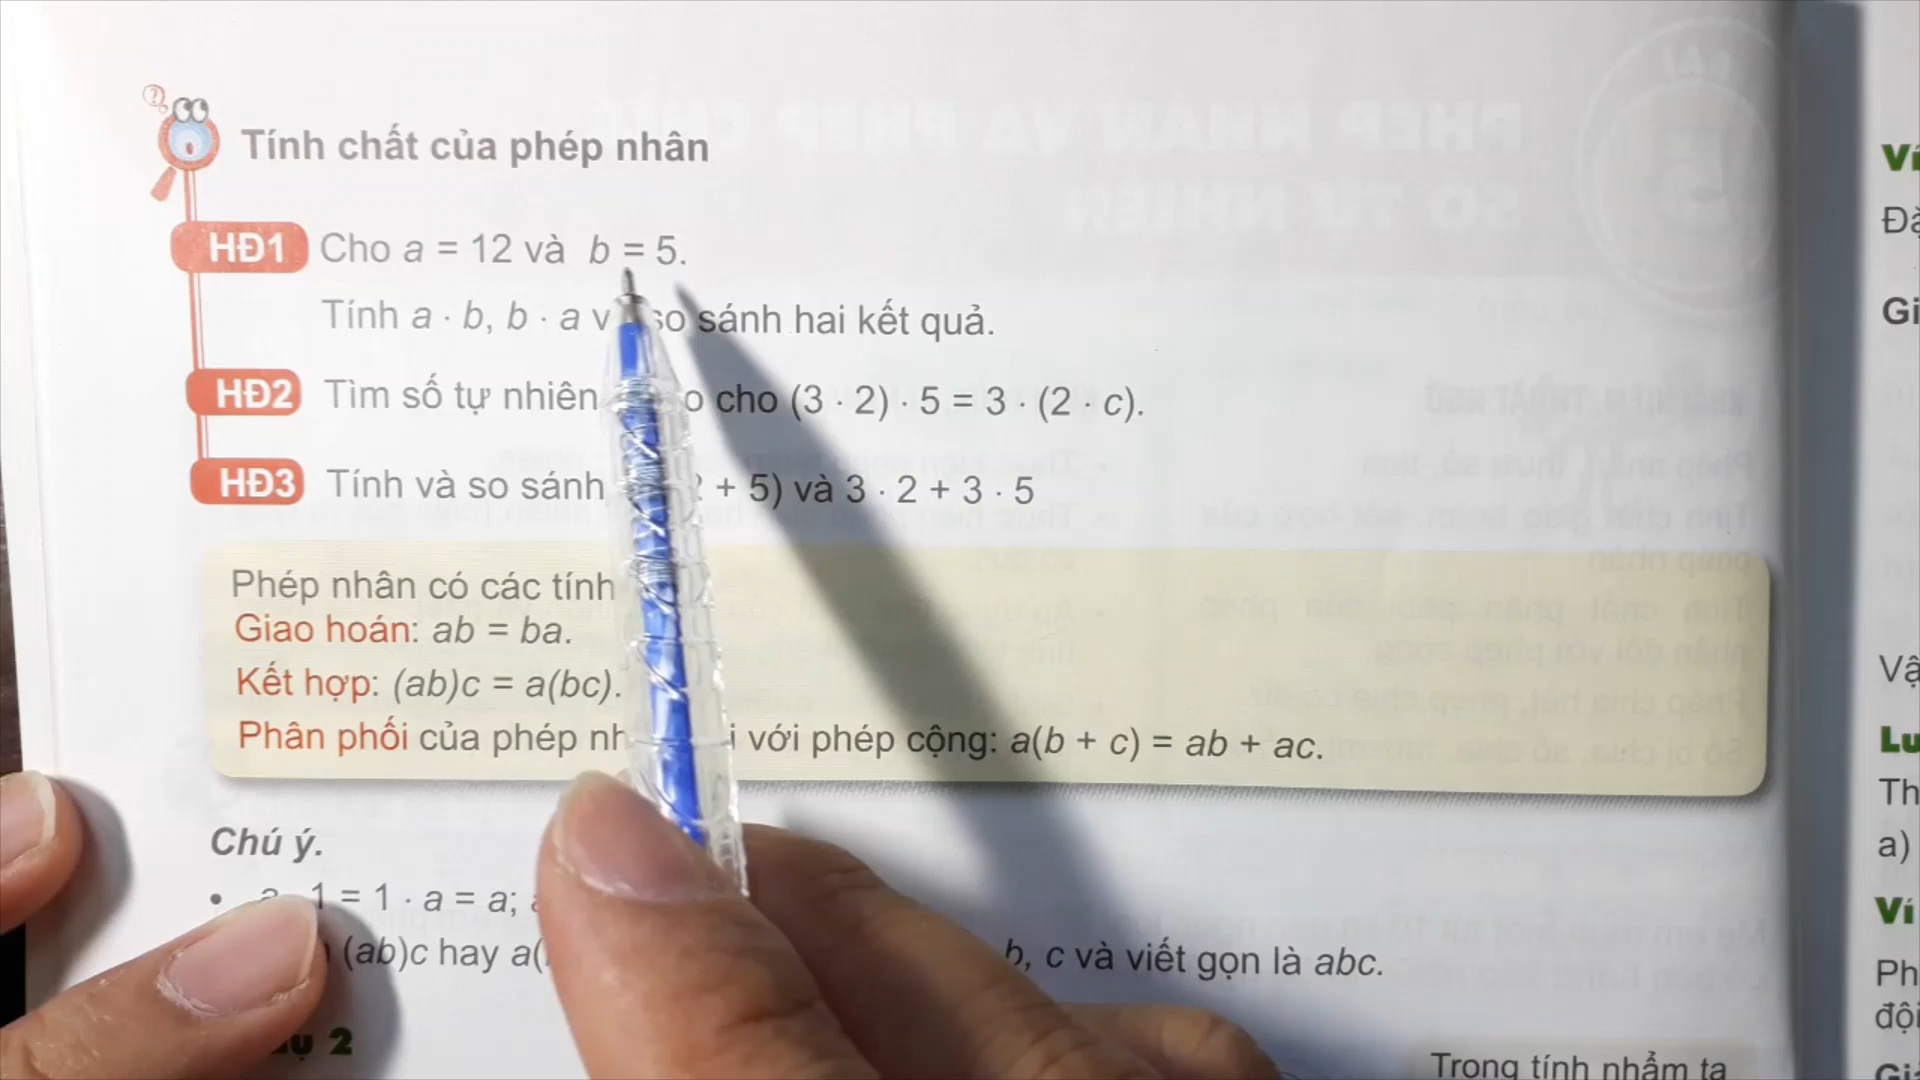 Tính chất của phép nhân
HĐ1 Cho a = 12 và b = 5.
Tính a · b, b · a so sánh hai kết quả.
HĐ2 Tìm số tự nhiên cho (3 · 2) · 5 = 3 · (2 · c).
HĐ3 Tính và so sánh + 5) và 3 · 2 + 3 · 5
Phép nhân có các tính
Giao hoán: ab = ba.
Kết hợp: (ab)c = a(bc).
Phân phối của phép với phép cộng: a(b + c) = ab + ac.
Chú ý.
• a · 1 = 1 · a = a;
(ab)c hay a( b, c và viết gọn là abc.
2
Trong tính nhẩm ta
Gi
a)
Ph